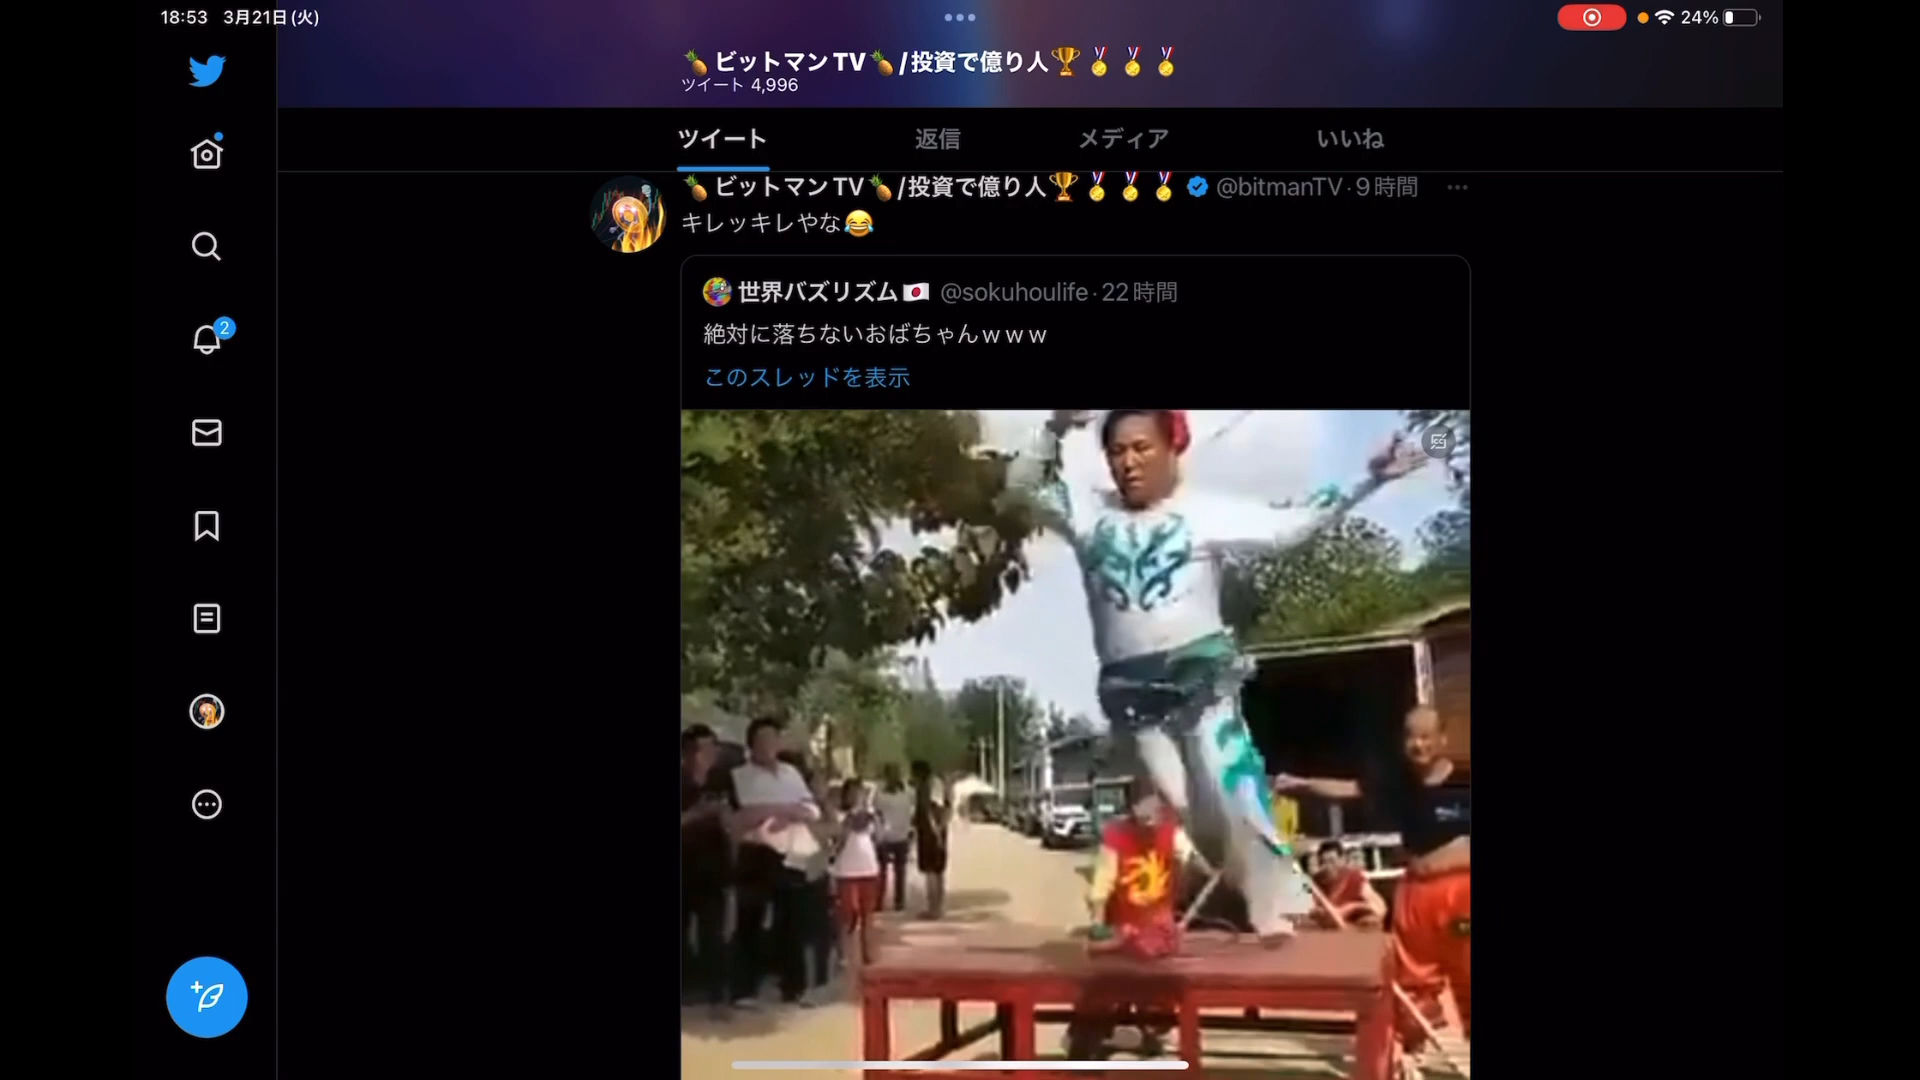 18:53 3月21日(火)
24%
🍍ビットマンTV🍍/投資で億り人🏆🥇🥇🥇
ツイート 4,996
ツイート 返信 メディア いいね
🍍ビットマンTV🍍/投資で億り人🏆🥇🥇🥇 @bitmanTV·9時間
キレッキレやな😂
世界バズリズム🇯🇵 @sokuhoulife·22時間
絶対に落ちないおばちゃんｗｗｗ
このスレッドを表示
2